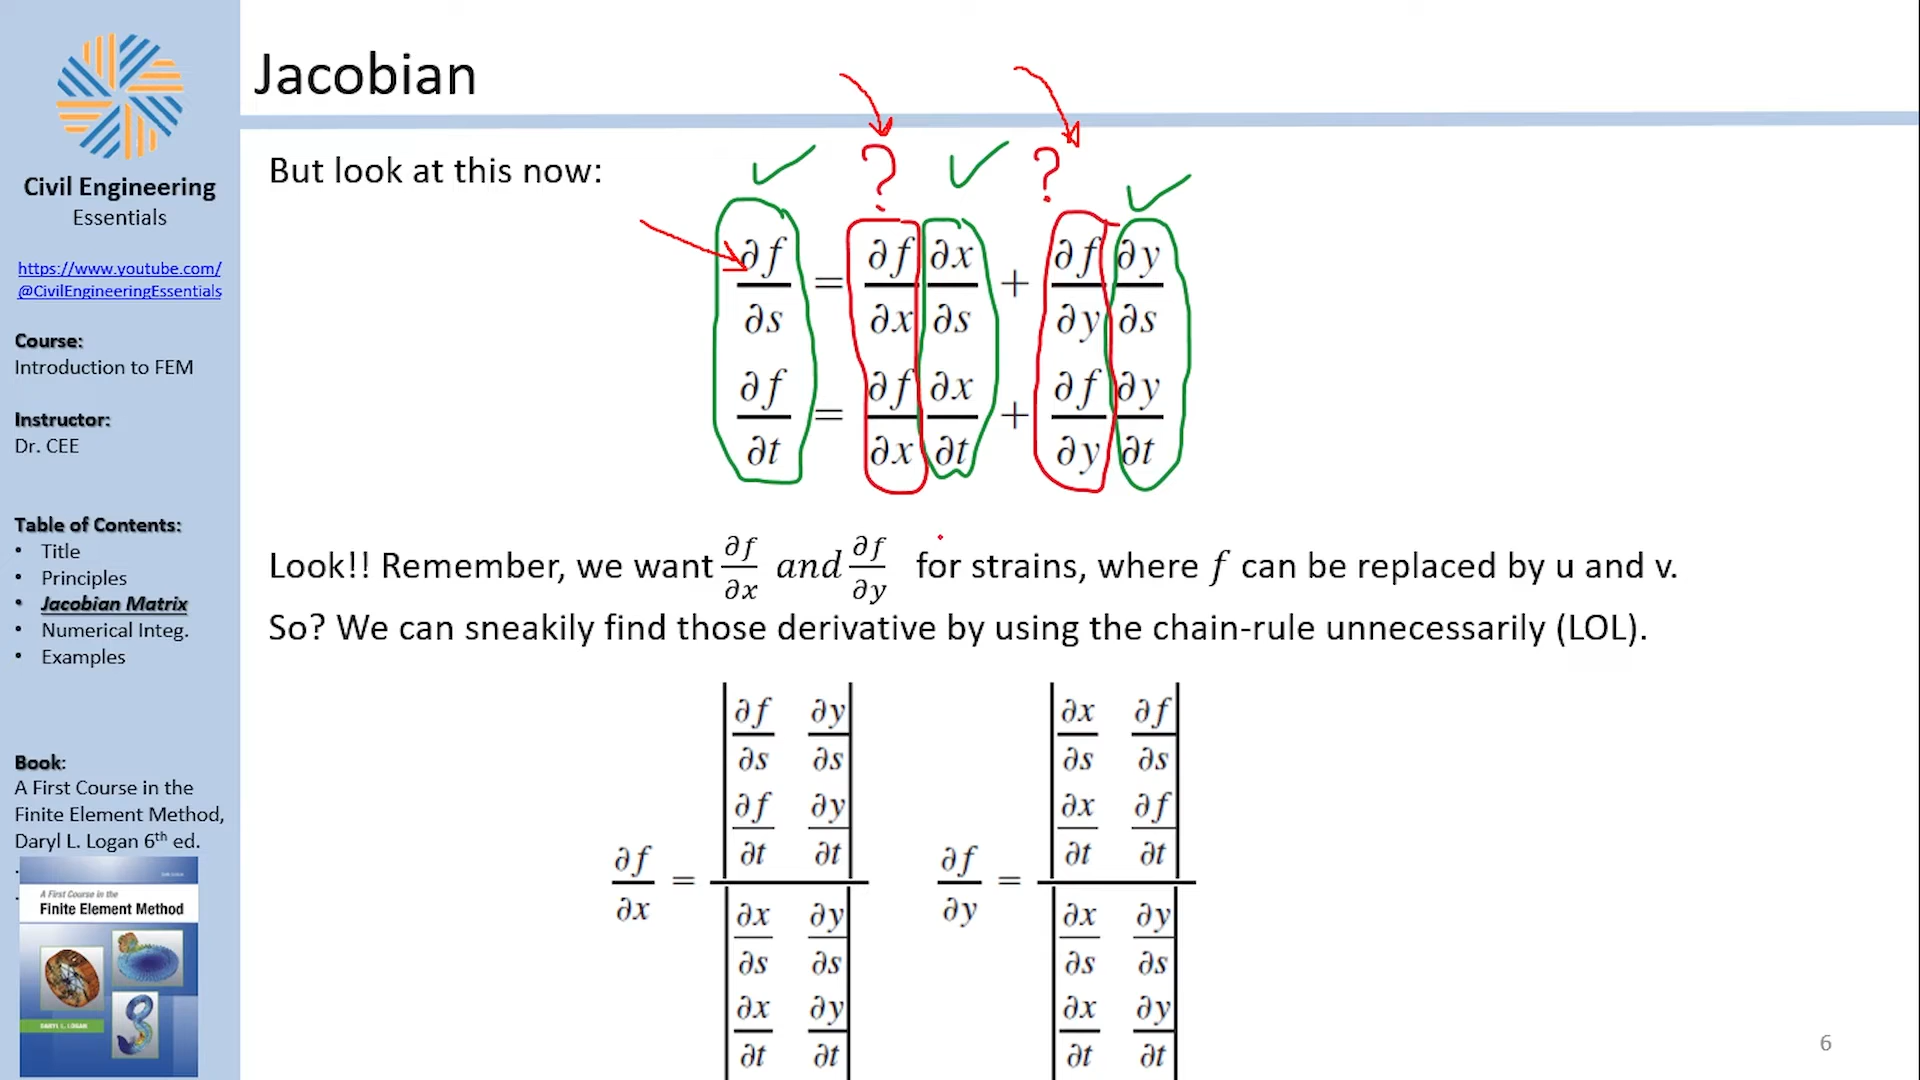 Civil Engineering
Essentials
https://www.youtube.com/
@CivilEngineeringEssentials
Course:
Introduction to FEM
Instructor:
Dr. CEE
Table of Contents:
• Title
• Principles
• Jacobian Matrix
• Numerical Integ.
• Examples
Book:
A First Course in the
Finite Element Method,
Daryl L. Logan 6th ed.
A First Course in the
Finite Element Method
DARYL L. LOGAN
Jacobian
But look at this now:
? ?
∂f/∂s = ∂f/∂x ∂x/∂s + ∂f/∂y ∂y/∂s
∂f/∂t = ∂f/∂x ∂x/∂t + ∂f/∂y ∂y/∂t
Look!! Remember, we want ∂f/∂x and ∂f/∂y for strains, where f can be replaced by u and v.
So? We can sneakily find those derivative by using the chain-rule unnecessarily (LOL).
∂f/∂x = |∂f/∂s ∂y/∂s ∂f/∂t ∂y/∂t| / |∂x/∂s ∂y/∂s ∂x/∂t ∂y/∂t|
∂f/∂y = |∂x/∂s ∂f/∂s ∂x/∂t ∂f/∂t| / |∂x/∂s ∂y/∂s ∂x/∂t ∂y/∂t|
6